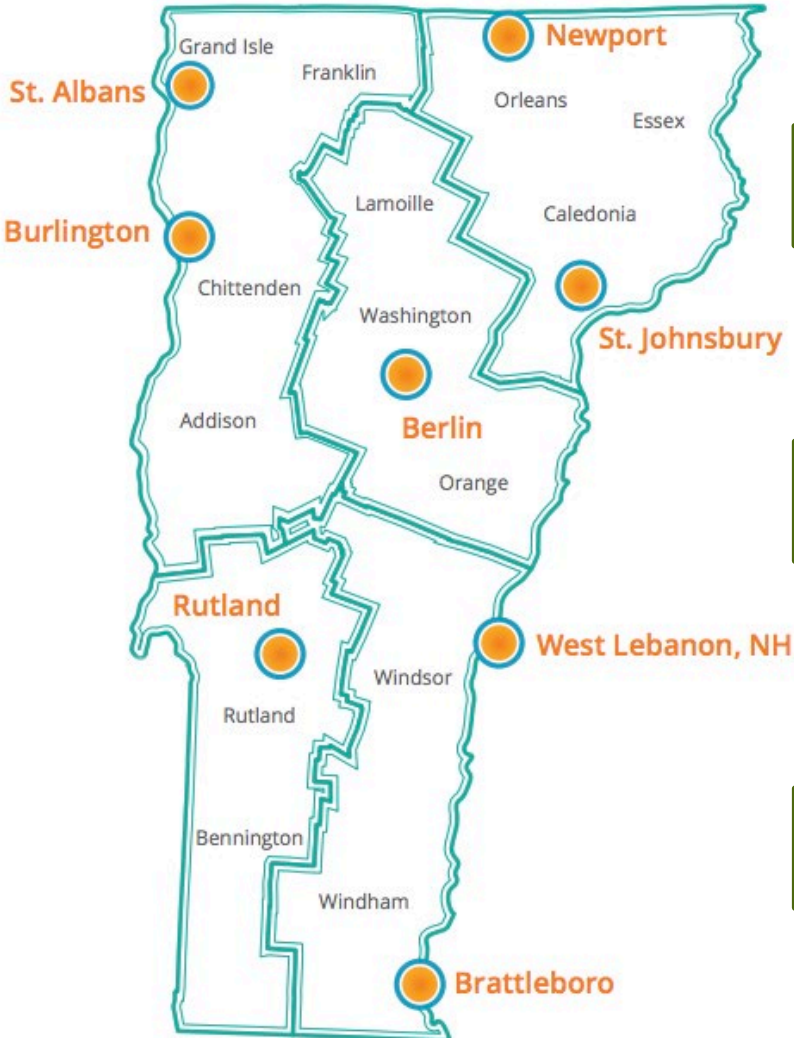 Newport
Grand Isle
Franklin
St. Albans
Orleans
Essex
Lamoille
Caledonia
Burlington
Chittenden
Washington
St. Johnsbury
Addison
Berlin
Orange
Rutland
West Lebanon, NH
Windsor
Rutland
Bennington
Windham
Brattleboro